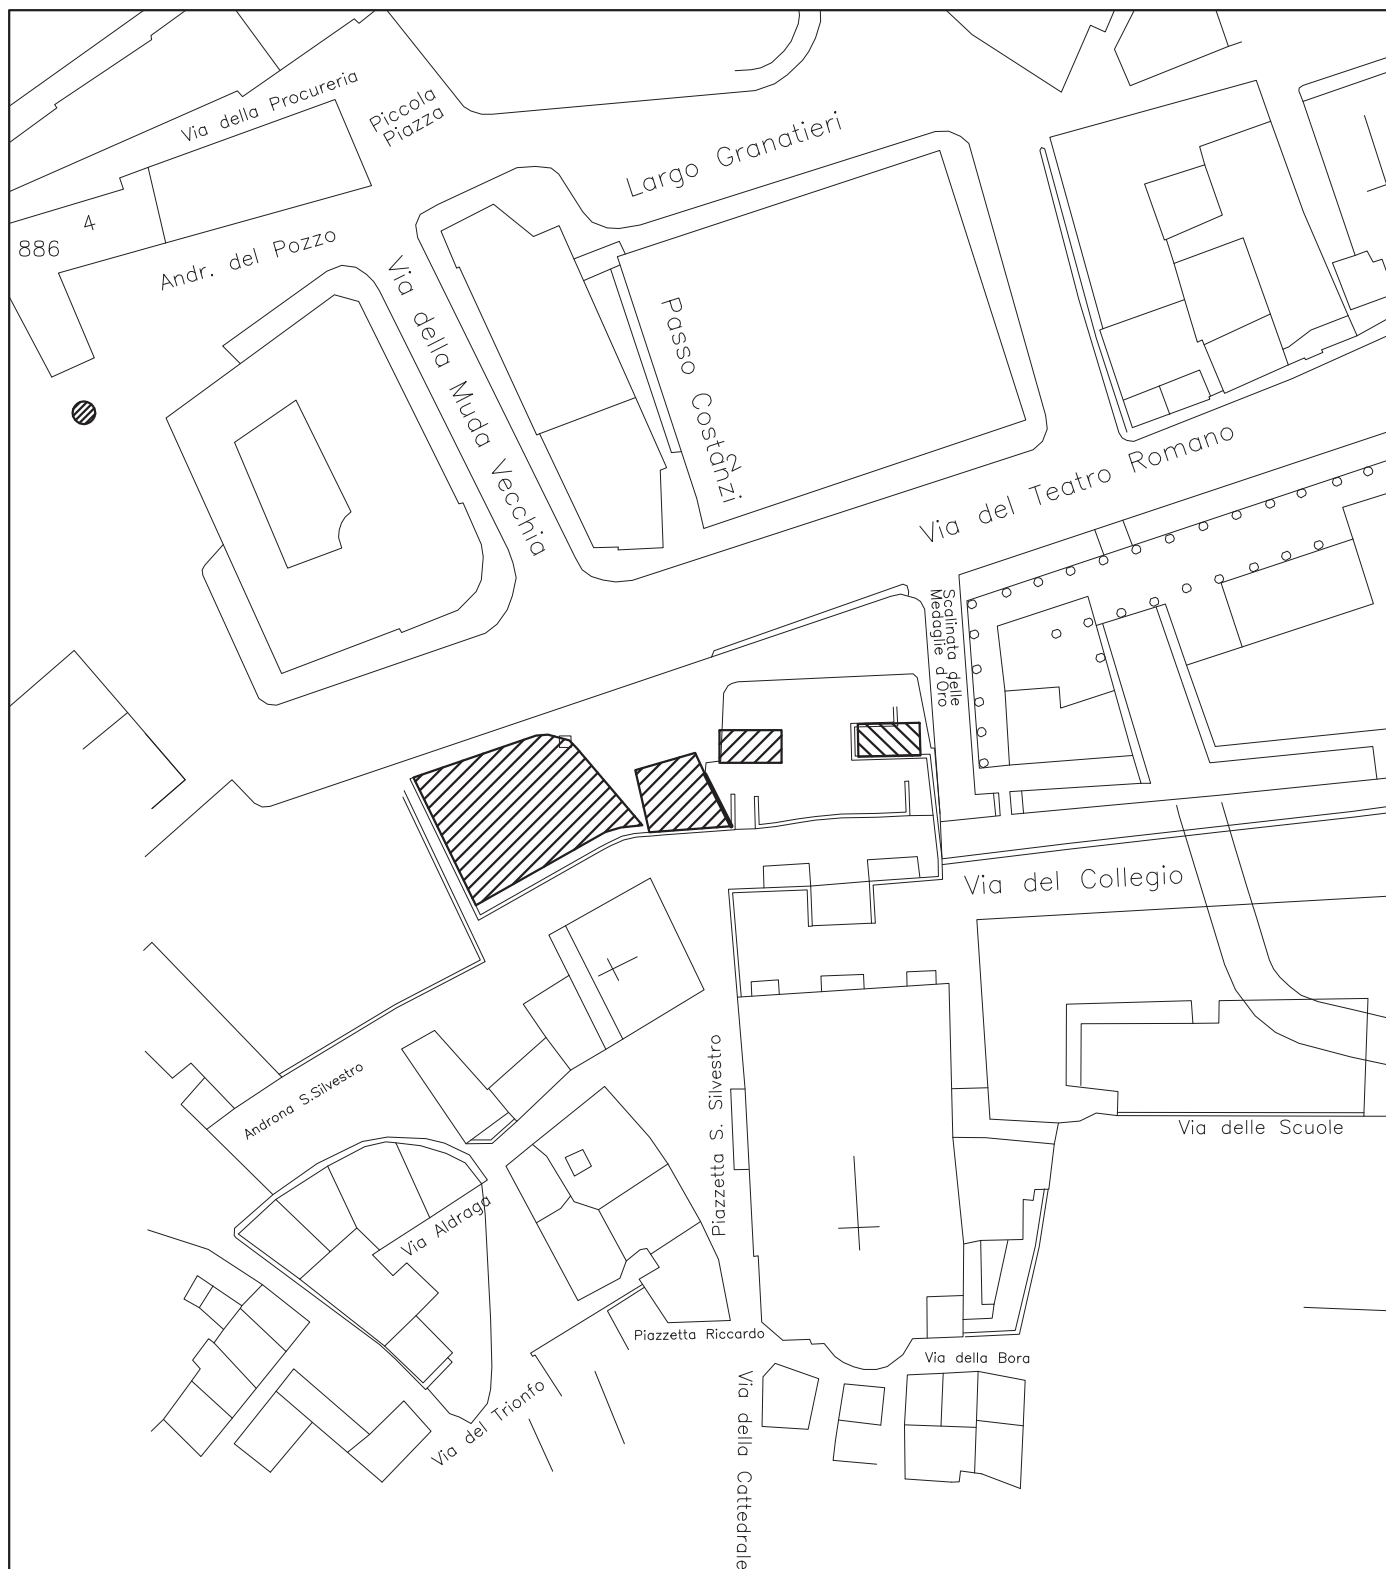 Via della Procureria
Piccola
Piazza
Largo Granatieri
4
886
Andr. del Pozzo
Via della Muda Vecchia
Passo Costanzi
2
Via del Teatro Romano
Scalinata delle
Medaglie d'Oro
Via del Collegio
Androna S.Silvestro
Piazzetta S. Silvestro
Via delle Scuole
Via Aldraga
Piazzetta Riccardo
Via della Bora
Via del Trionfo
Via della Cattedrale